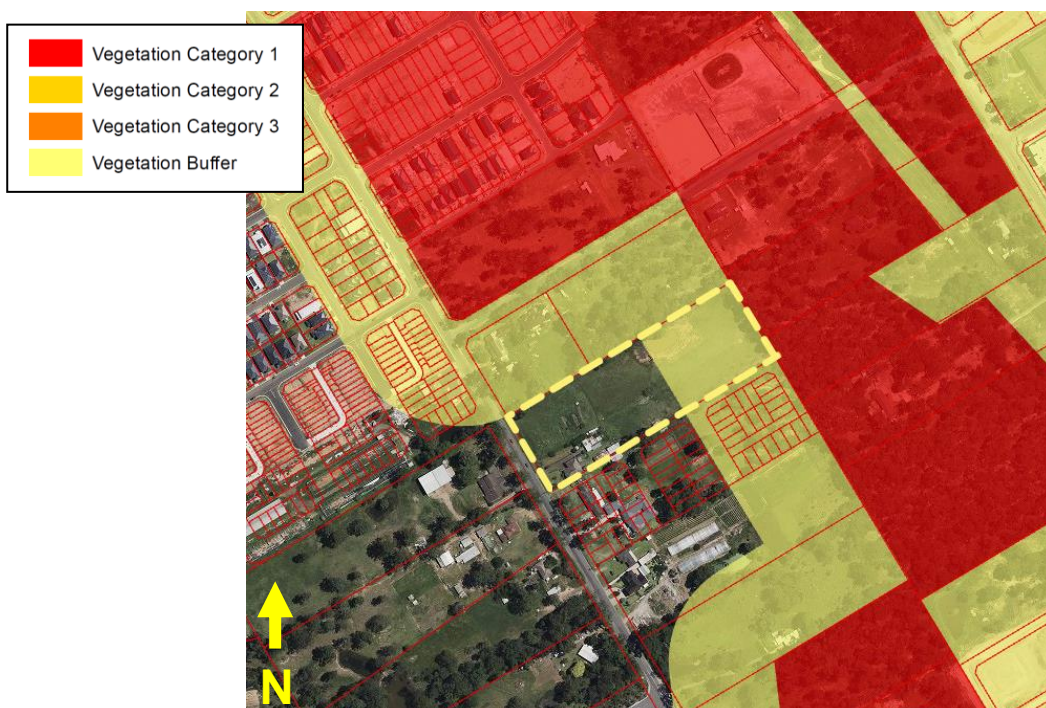 Vegetation Category 1
Vegetation Category 2
Vegetation Category 3
Vegetation Buffer
N